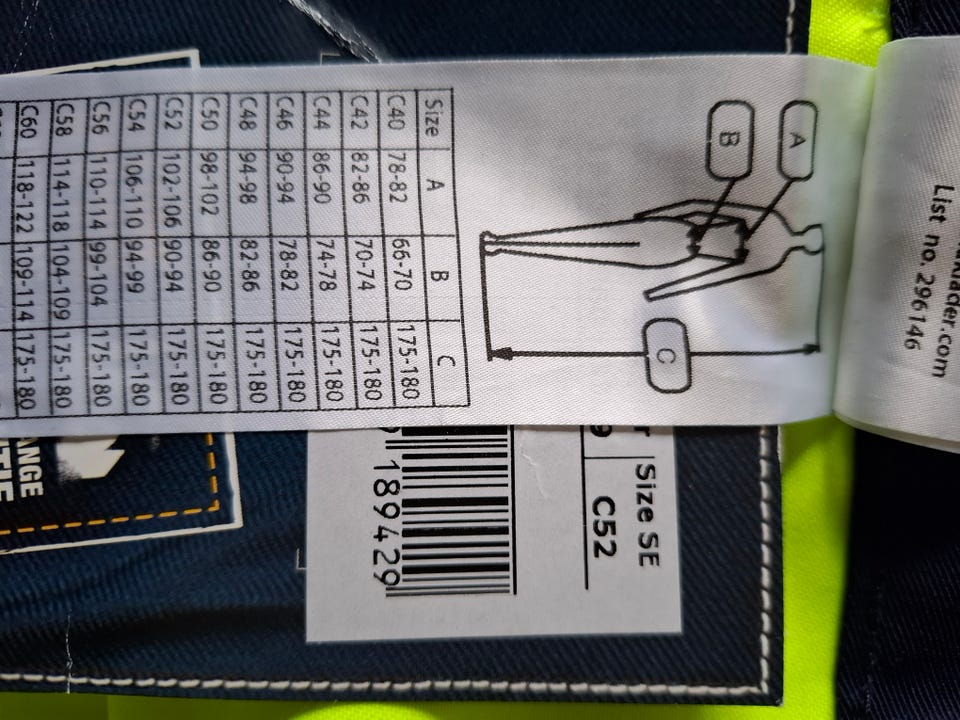 List no. 296146
A
B
C
Size A B C
C40 78-82 66-70 175-180
C42 82-86 70-74 175-180
C44 86-90 74-78 175-180
C46 90-94 78-82 175-180
C48 94-98 82-86 175-180
C50 98-102 86-90 175-180
C52 102-106 90-94 175-180
C54 106-110 94-99 175-180
C56 110-114 99-104 175-180
C58 114-118 104-109 175-180
C60 118-122 109-114 175-180
Size SE
C52
189429